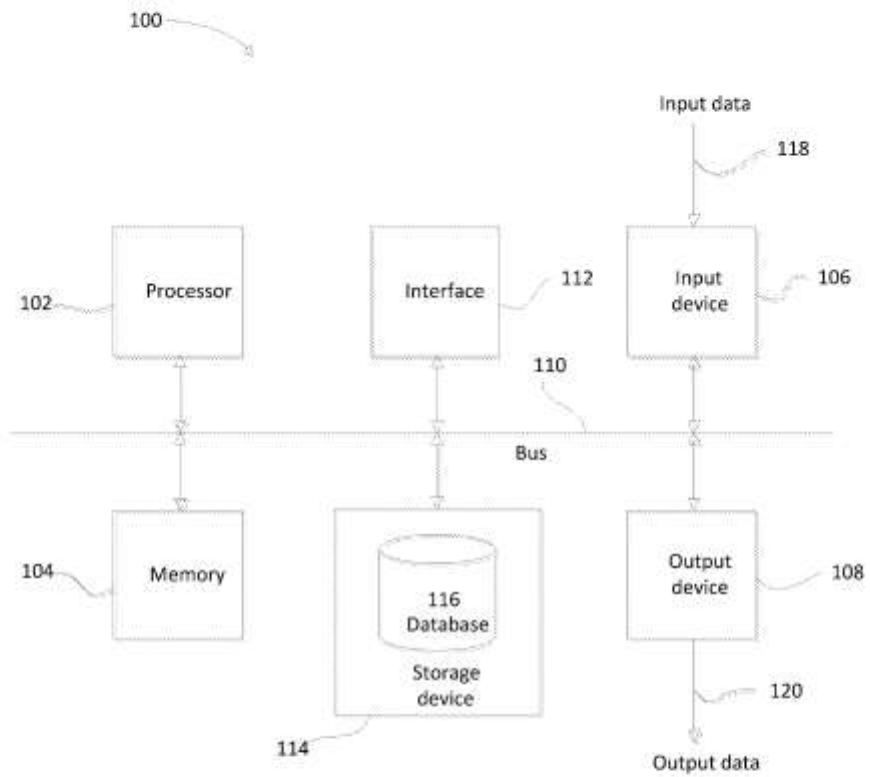 100
Input data
118
Processor
102
Interface
112
Input
device
106
110
Bus
Memory
104
116
Database
Storage
device
114
Output
device
108
120
Output data